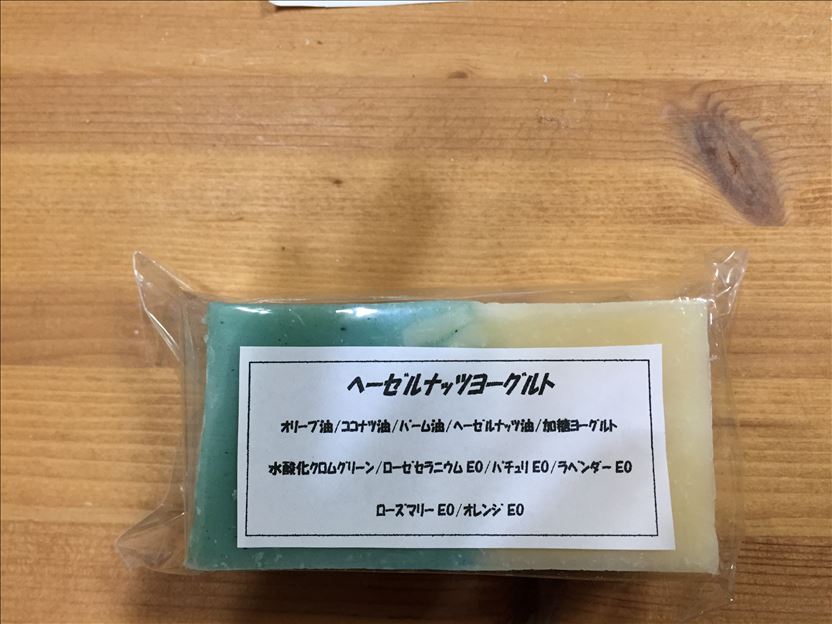 ヘーゼルナッツヨーグルト
オリーブ油/ココナツ油/パーム油/ヘーゼルナッツ油/加糖ヨーグルト
水酸化クロムグリーン/ローゼセラニウム EO/パチュリ EO/ラベンダー EO
ローズマリー EO/オレンジ EO